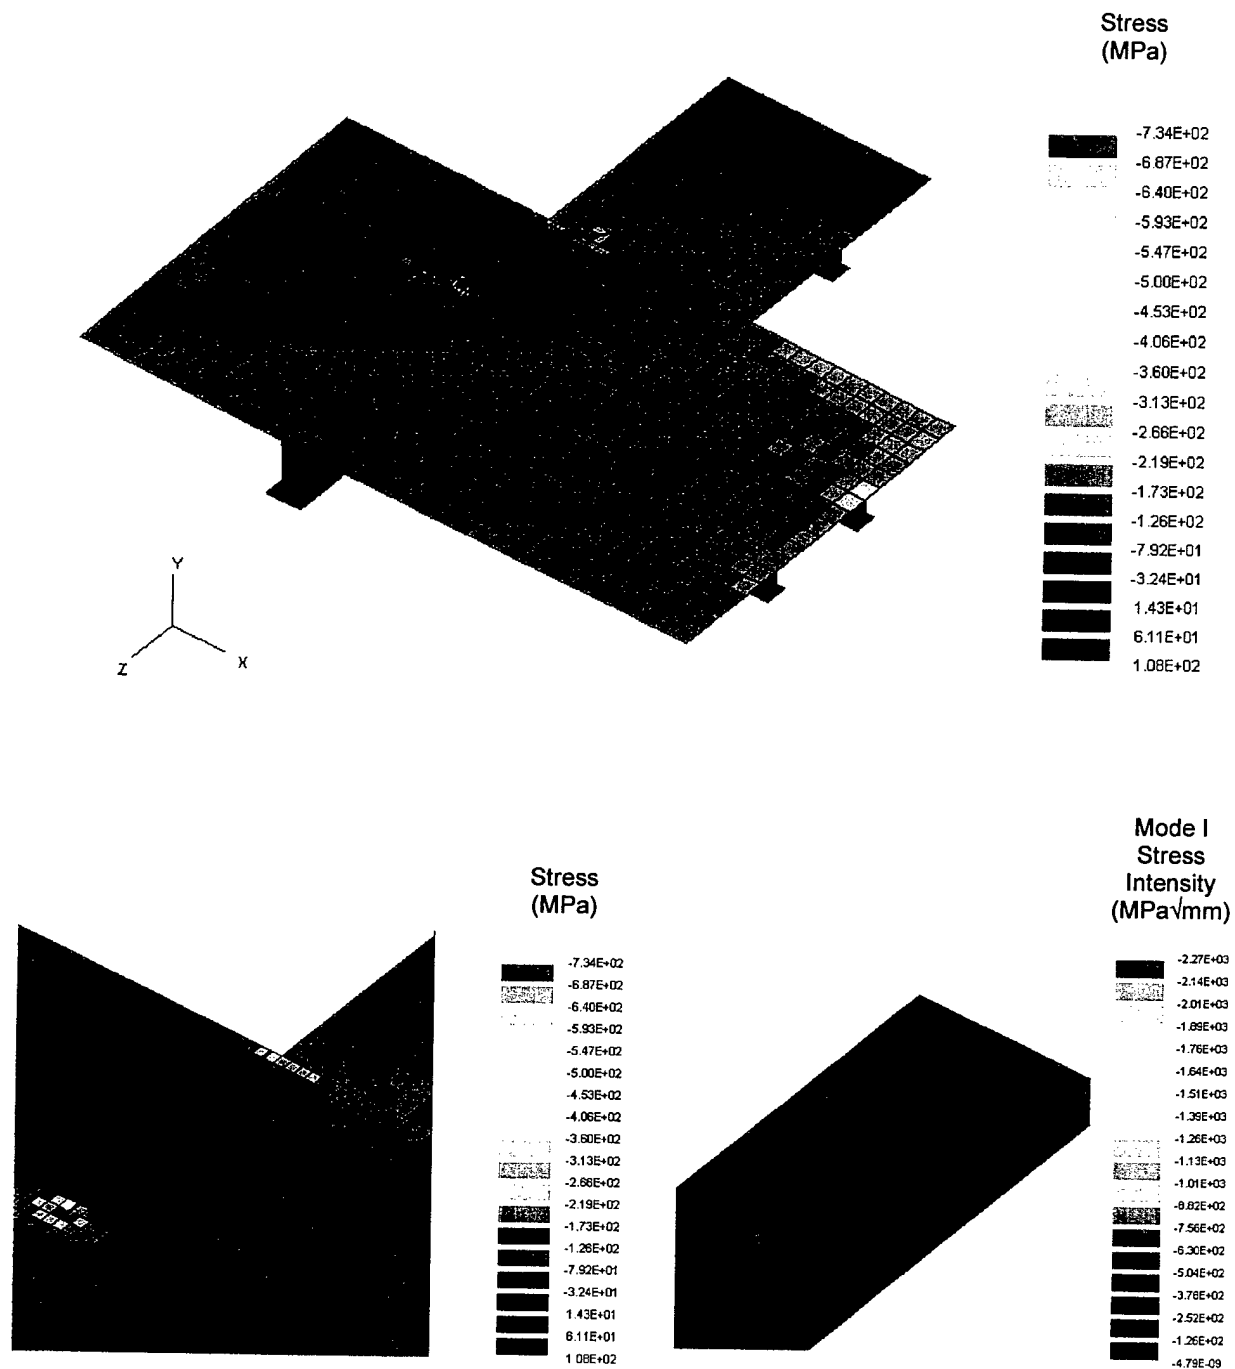 Stress
(MPa)
-7.34E+02
-6.87E+02
-6.40E+02
-5.93E+02
-5.47E+02
-5.00E+02
-4.53E+02
-4.06E+02
-3.60E+02
-3.13E+02
-2.66E+02
-2.19E+02
-1.73E+02
-1.26E+02
-7.92E+01
-3.24E+01
1.43E+01
6.11E+01
1.08E+02
Y
Z
X
Stress
(MPa)
-7.34E+02
-6.87E+02
-6.40E+02
-5.93E+02
-5.47E+02
-5.00E+02
-4.53E+02
-4.06E+02
-3.60E+02
-3.13E+02
-2.66E+02
-2.19E+02
-1.73E+02
-1.26E+02
-7.92E+01
-3.24E+01
1.43E+01
6.11E+01
1.08E+02
Mode I
Stress
Intensity
(MPa√mm)
-2.27E+03
-2.14E+03
-2.01E+03
-1.89E+03
-1.76E+03
-1.64E+03
-1.51E+03
-1.39E+03
-1.26E+03
-1.13E+03
-1.01E+03
-8.82E+02
-7.56E+02
-6.30E+02
-5.04E+02
-3.78E+02
-2.52E+02
-1.26E+02
-4.79E-09